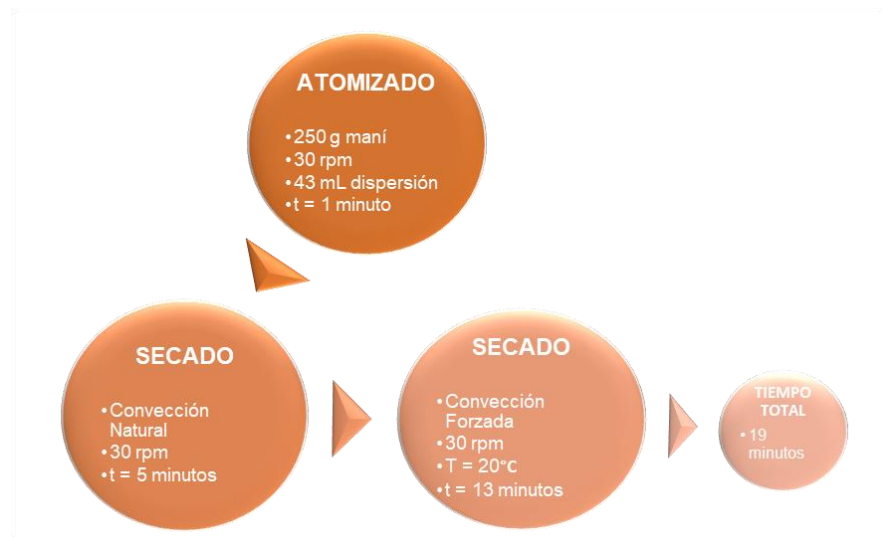 ATOMIZADO
•250 g maní
•30 rpm
•43 mL dispersión
•t = 1 minuto
SECADO
•Convección
Natural
•30 rpm
•t = 5 minutos
SECADO
•Convección
Forzada
•30 rpm
•T = 20°C
•t = 13 minutos
TIEMPO
TOTAL
• 19
minutos